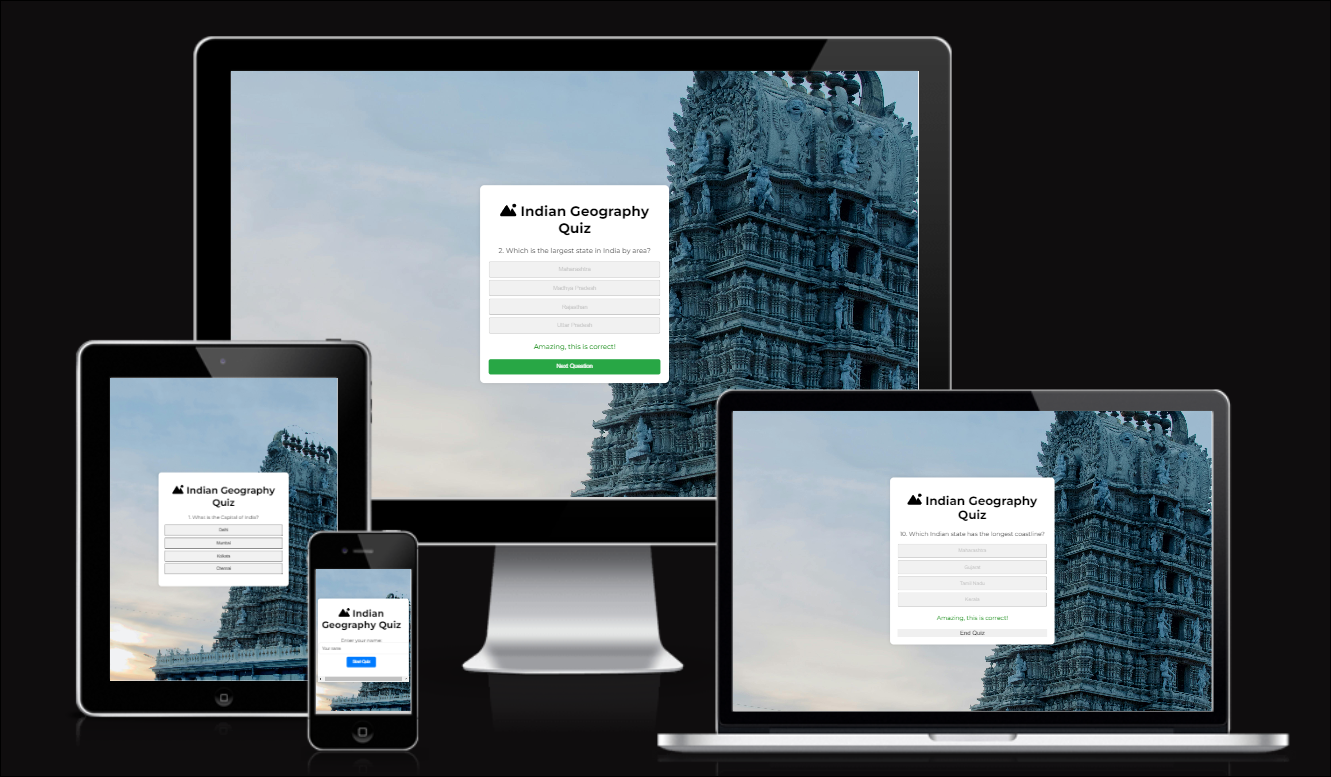 Indian Geography
Quiz
2. Which is the largest state in India by area?
Maharashtra
Madhya Pradesh
Rajasthan
Uttar Pradesh
Amazing, this is correct!
Next Question
Indian Geography
Quiz
1. What is the Capital of India?
Delhi
Mumbai
Kolkata
Chennai
Indian
Geography Quiz
Enter your name:
Your name
Start Quiz
Indian Geography
Quiz
10. Which Indian state has the longest coastline?
Maharashtra
Gujarat
Tamil Nadu
Kerala
Amazing, this is correct!
End Quiz